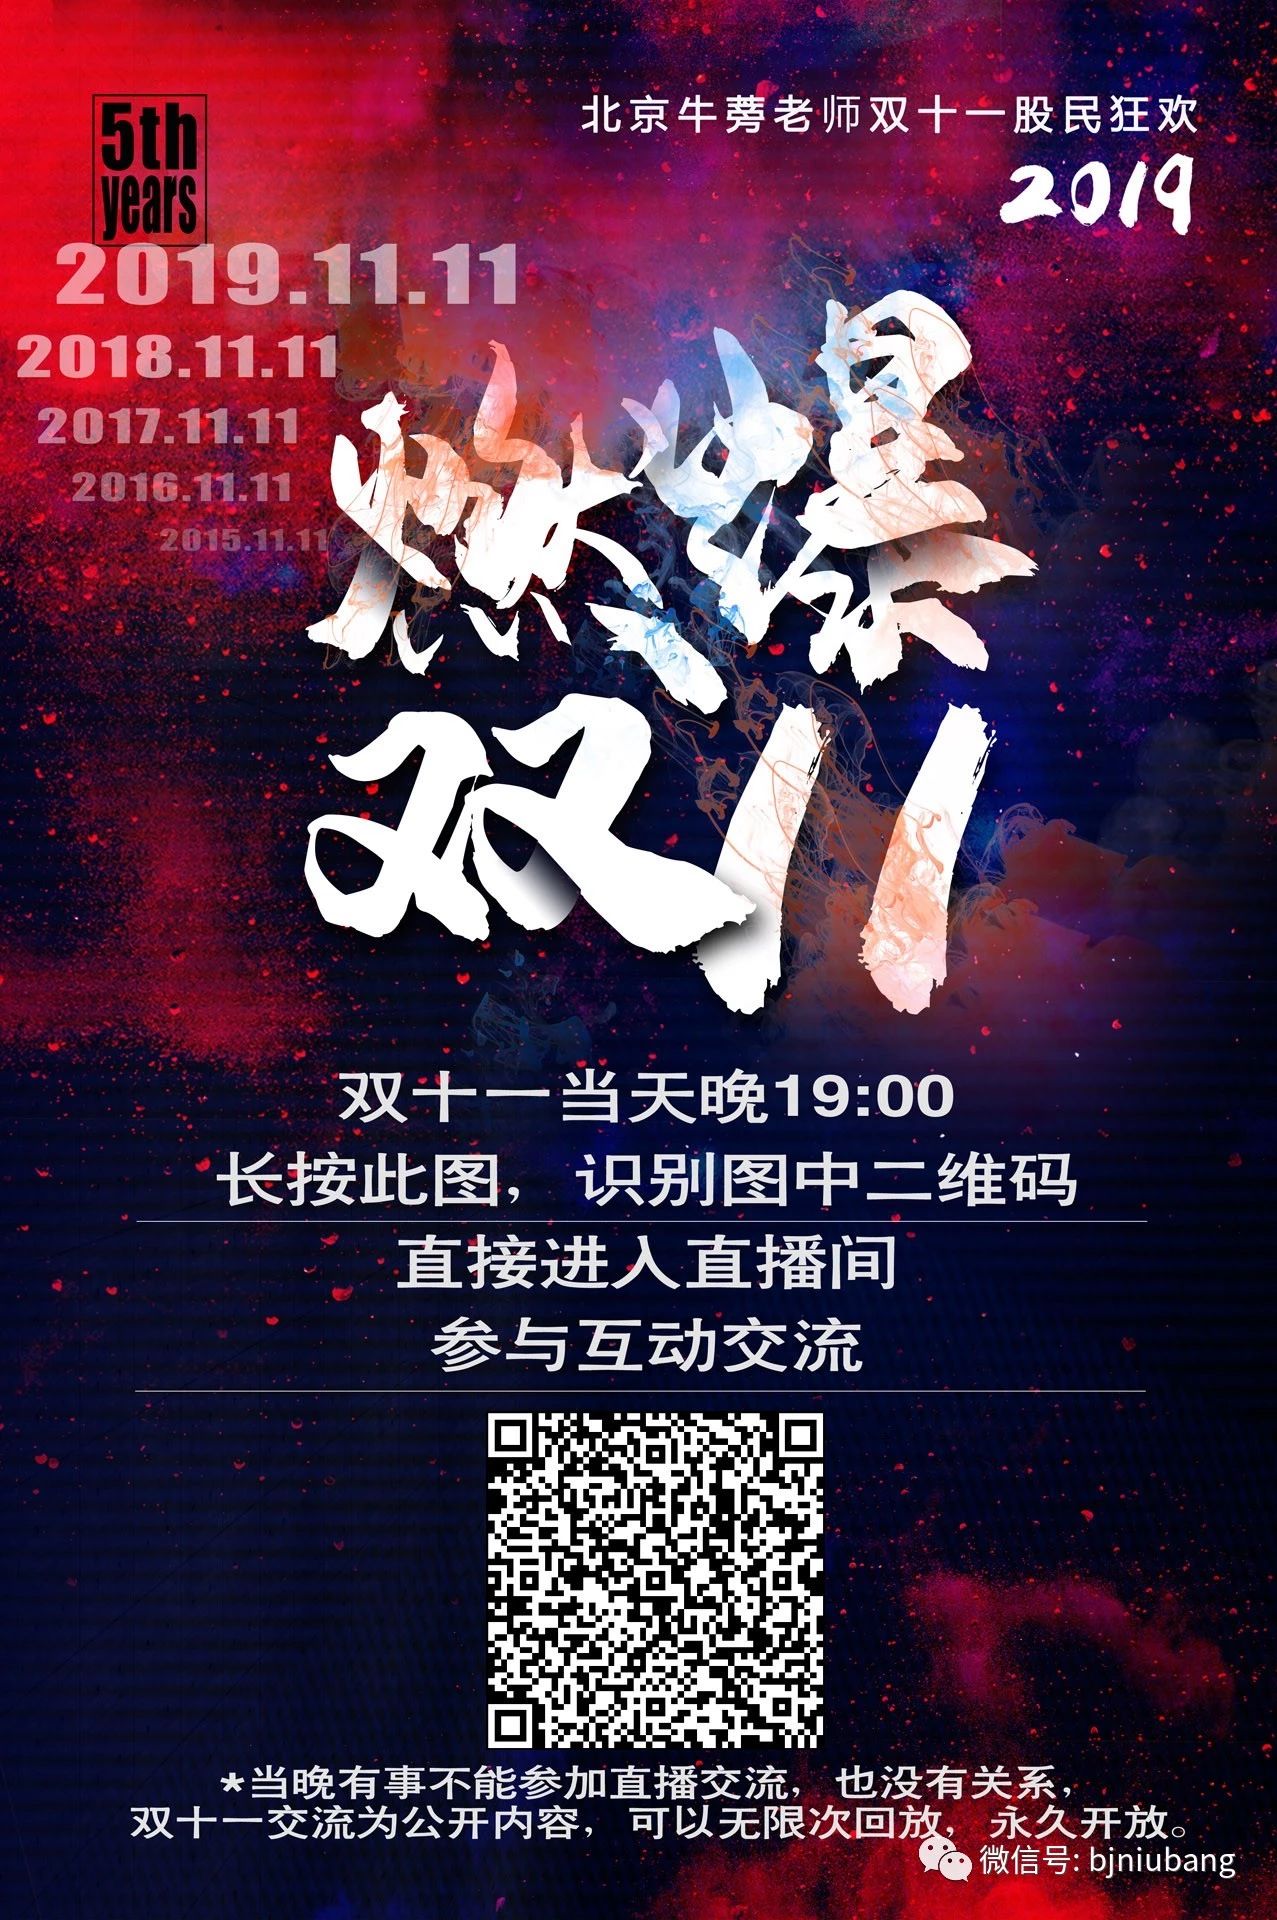 北京牛蒡老师双十一股民狂欢
2019
5th
years
2019.11.11
2018.11.11
2017.11.11
2016.11.11
2015.11.11
燃爆
双11
双十一当天晚19:00
长按此图，识别图中二维码
直接进入直播间
参与互动交流
*当晚有事不能参加直播交流，也没有关系，
双十一交流为公开内容，可以无限次回放，永久开放。
微信号: bjniubang